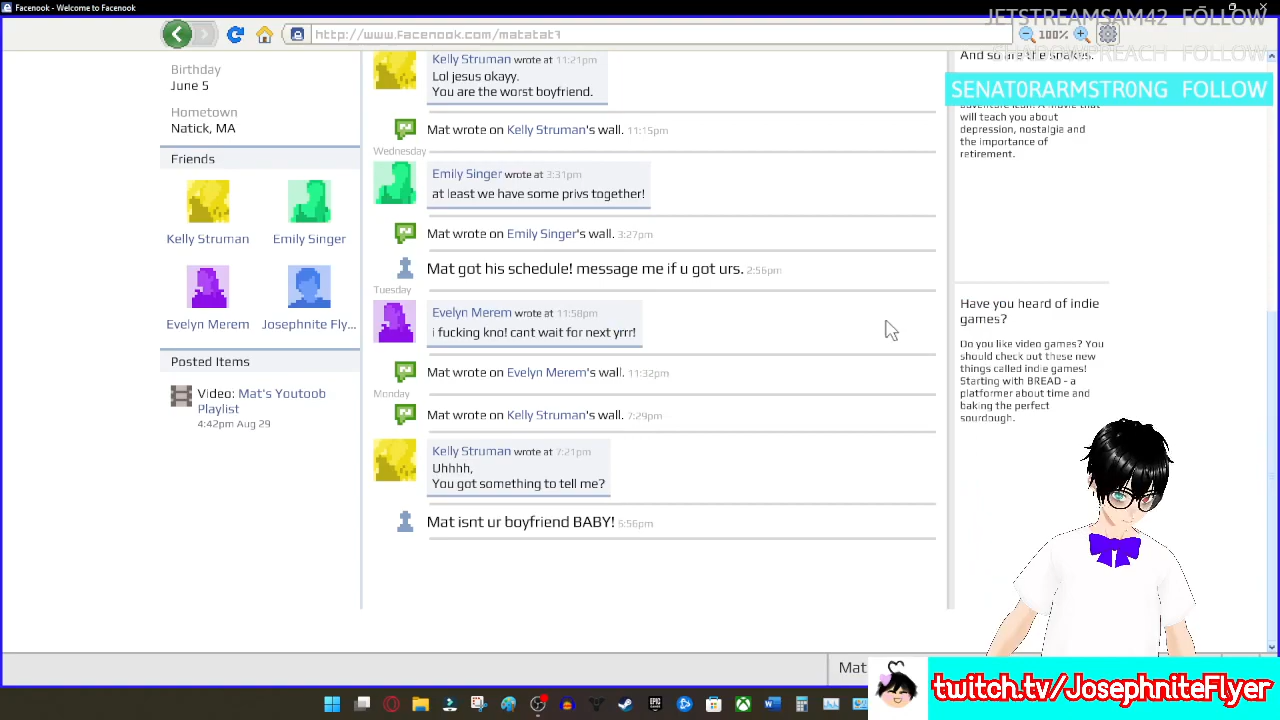 Facenook - Welcome to Facenook
JETSTREAMSAM42 FOLLOW
http://www.facenook.com/matatat7
100%
FOLLOW
SENAT0RARMSTR0NG FOLLOW
Birthday
June 5
Hometown
Natick, MA
Friends
Kelly Struman
Emily Singer
Evelyn Merem
Josephnite Fly...
Posted Items
Video: Mat's Youtoob
Playlist
4:42pm Aug 29
Kelly Struman wrote at 11:21pm
Lol jesus okayy.
You are the worst boyfriend.
Mat wrote on Kelly Struman's wall. 11:15pm
Wednesday
Emily Singer wrote at 3:31pm
at least we have some privs together!
Mat wrote on Emily Singer's wall. 3:27pm
Mat got his schedule! message me if u got urs. 2:56pm
Tuesday
Evelyn Merem wrote at 11:58pm
i fucking kno! cant wait for next yrrr!
Mat wrote on Evelyn Merem's wall. 11:32pm
Monday
Mat wrote on Kelly Struman's wall. 7:29pm
Kelly Struman wrote at 7:21pm
Uhhhh,
You got something to tell me?
Mat isnt ur boyfriend BABY! 5:56pm
And so are the snakes.
will teach you about
depression, nostalgia and
the importance of
retirement.
Have you heard of indie
games?
Do you like video games? You
should check out these new
things called indie games!
Starting with BREAD - a
platformer about time and
baking the perfect
sourdough.
Mat
twitch.tv/JosephniteFlyer